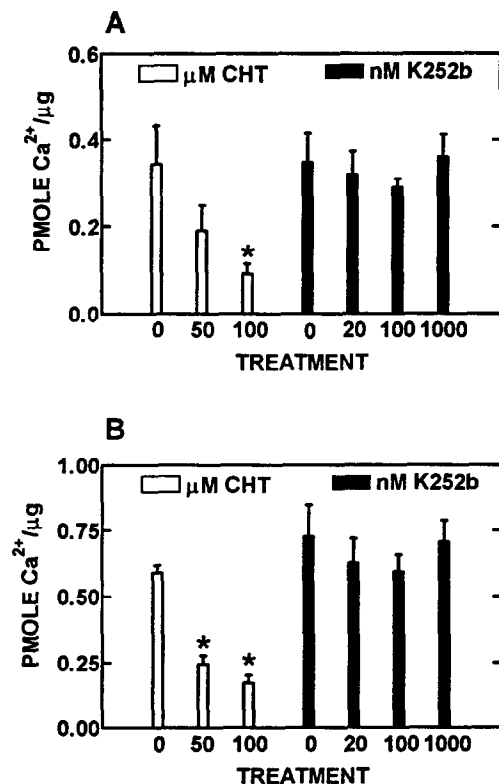 A
PMOLE Ca²⁺/µg
0.6
0.4
0.2
0.0
µM CHT nM K252b
*
0 50 100 0 20 100 1000
TREATMENT
B
PMOLE Ca²⁺/µg
1.00
0.75
0.50
0.25
0.00
µM CHT nM K252b
* *
0 50 100 0 20 100 1000
TREATMENT